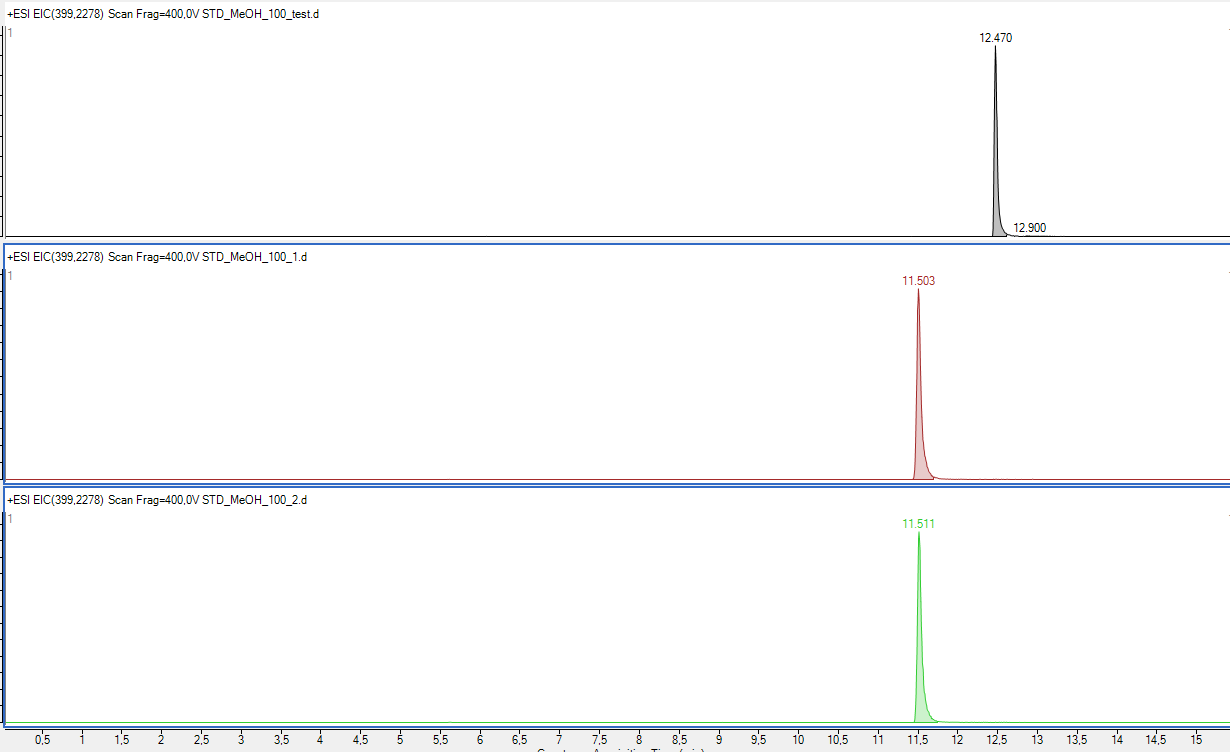 +ESI EIC(399,2278) Scan Frag=400,0V STD_MeOH_100_test.d
1
12.470
12.900
+ESI EIC(399,2278) Scan Frag=400,0V STD_MeOH_100_1.d
1
11.503
+ESI EIC(399,2278) Scan Frag=400,0V STD_MeOH_100_2.d
1
11.511
0,5 1 1,5 2 2,5 3 3,5 4 4,5 5 5,5 6 6,5 7 7,5 8 8,5 9 9,5 10 10,5 11 11,5 12 12,5 13 13,5 14 14,5 15